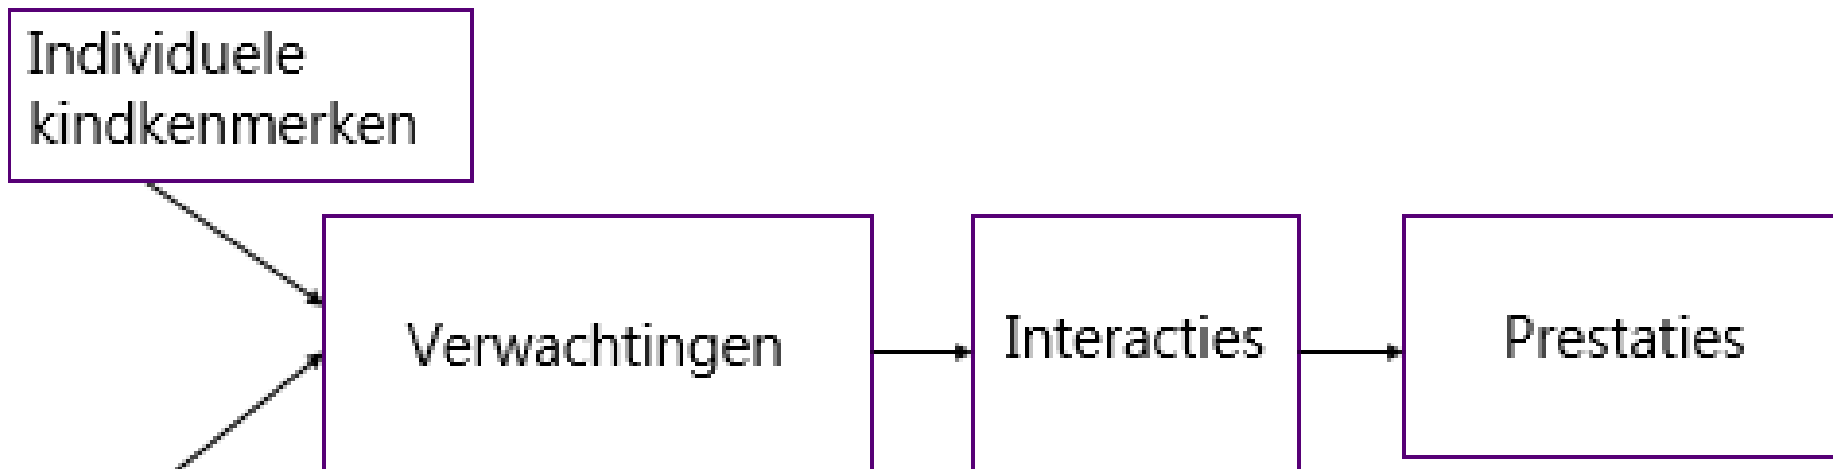 Individuele
kindkenmerken
Verwachtingen
Interacties
Prestaties